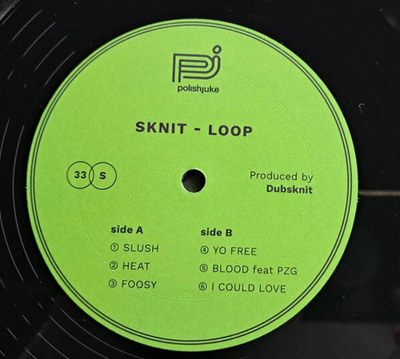 pj
polishjuke
SKNIT - LOOP
33 S
Produced by
Dubsknit
side A
① SLUSH
② HEAT
③ FOOSY
side B
④ YO FREE
⑤ BLOOD feat PZG
⑥ I COULD LOVE